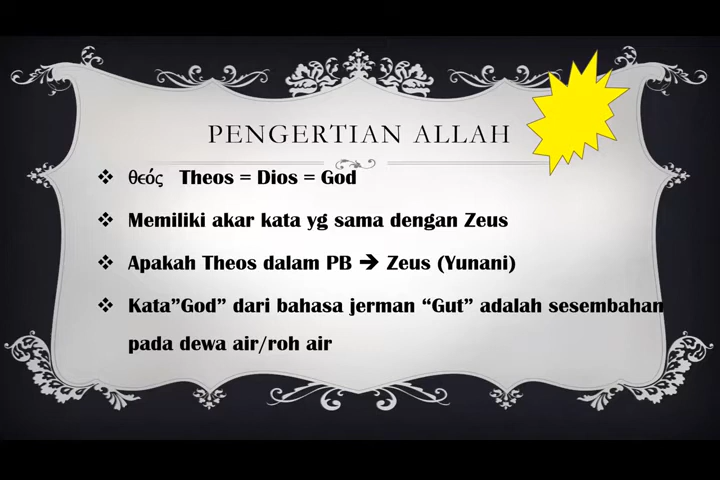 PENGERTIAN ALLAH
❖ θεός Theos = Dios = God
❖ Memiliki akar kata yg sama dengan Zeus
❖ Apakah Theos dalam PB ➔ Zeus (Yunani)
❖ Kata”God” dari bahasa jerman “Gut” adalah sesembahan
pada dewa air/roh air